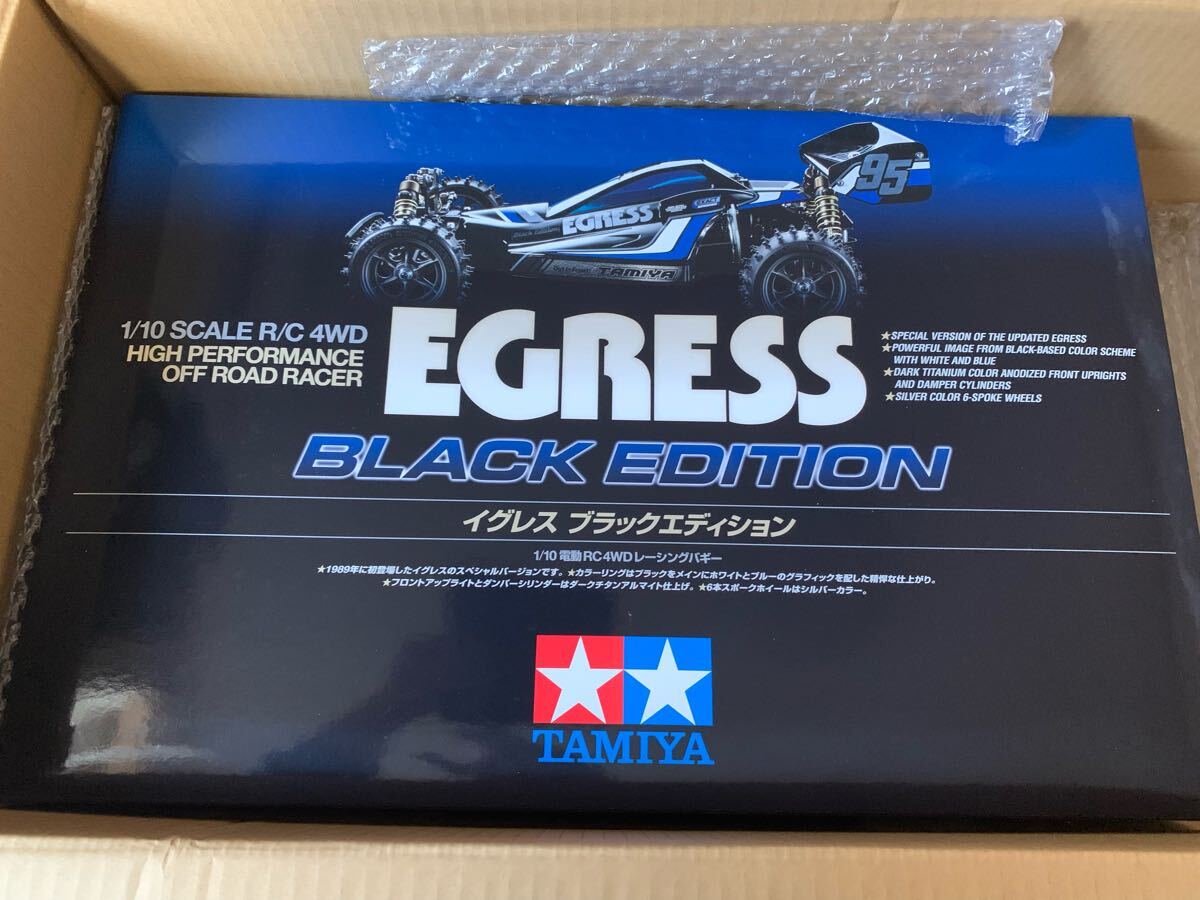 95
EXACT
Black Edition
EGRESS
TAMIYA
1/10 SCALE R/C 4WD
HIGH PERFORMANCE
OFF ROAD RACER
EGRESS
★SPECIAL VERSION OF THE UPDATED EGRESS
★POWERFUL IMAGE FROM BLACK-BASED COLOR SCHEME
WITH WHITE AND BLUE
★DARK TITANIUM COLOR ANODIZED FRONT UPRIGHTS
AND DAMPER CYLINDERS
★SILVER COLOR 6-SPOKE WHEELS
BLACK EDITION
イグレス ブラックエディション
1/10 電動RC4WDレーシングバギー
★1989年に初登場したイグレスのスペシャルバージョンです。★カラーリングはブラックをメインにホワイトとブルーのグラフィックを配した精悍な仕上がり。
★フロントアップライトとダンパーシリンダーはダークチタンアルマイト仕上げ。★6本スポークホイールはシルバーカラー。
TAMIYA